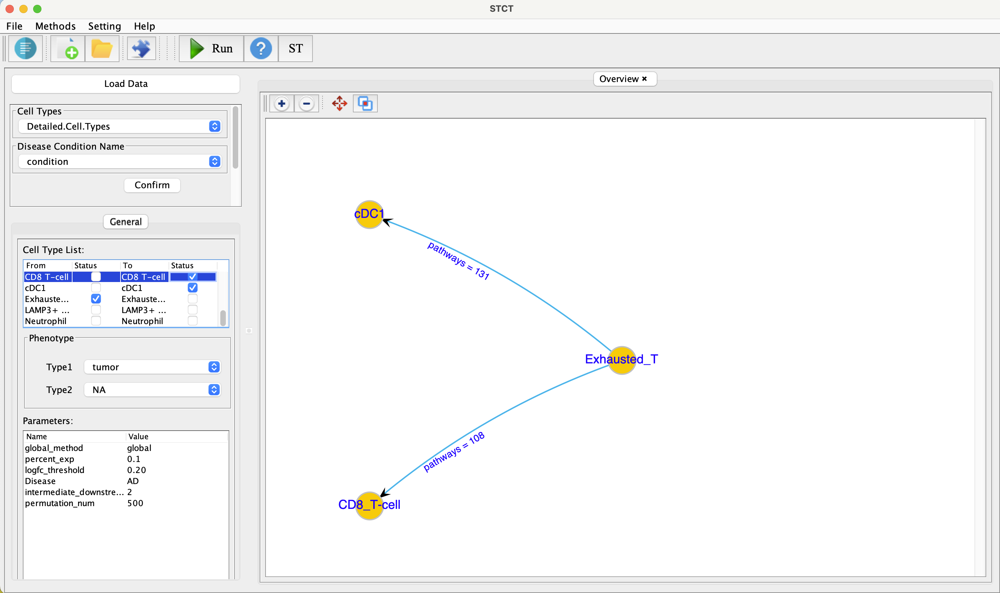 STCT
File Methods Setting Help
Run ? ST
Load Data
Cell Types
Detailed.Cell.Types
Disease Condition Name
condition
Confirm
General
Cell Type List:
From Status To Status
CD8 T-cell CD8 T-cell
cDC1 cDC1
Exhauste... Exhauste...
LAMP3+ ... LAMP3+ ...
Neutrophil Neutrophil
Phenotype
Type1 tumor
Type2 NA
Parameters:
Name Value
global_method global
percent_exp 0.1
logfc_threshold 0.20
Disease AD
intermediate_downstre... 2
permutation_num 500
Overview
cDC1
pathways = 131
Exhausted_T
pathways = 108
CD8_T-cell